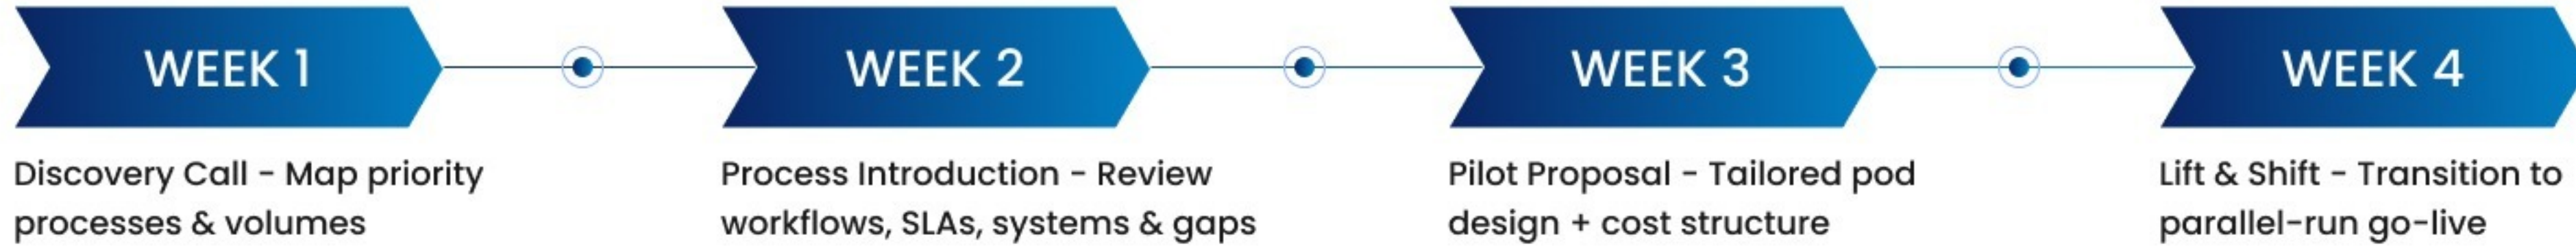 WEEK 1
WEEK 2
WEEK 3
WEEK 4
Discovery Call - Map priority
processes & volumes
Process Introduction - Review
workflows, SLAs, systems & gaps
Pilot Proposal - Tailored pod
design + cost structure
Lift & Shift - Transition to
parallel-run go-live